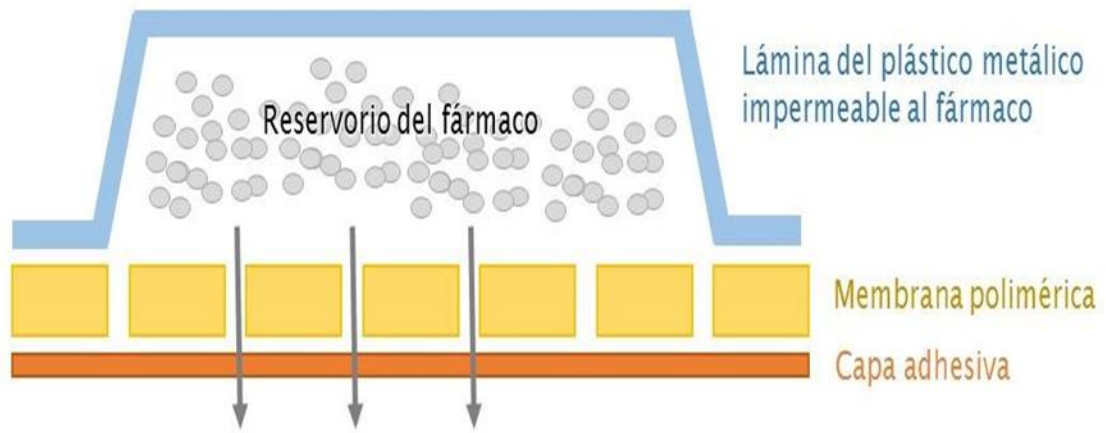 Lámina del plástico metálico
impermeable al fármaco
Reservorio del fármaco
Membrana polimérica
Capa adhesiva